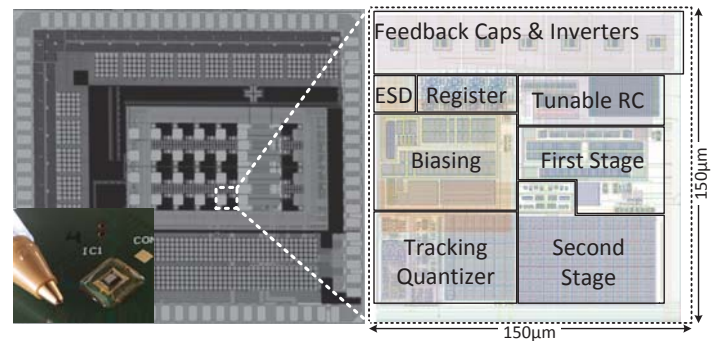 Feedback Caps & Inverters
ESD
Register
Tunable RC
Biasing
First Stage
Tracking
Quantizer
Second
Stage
150µm
150µm
IC1
CON